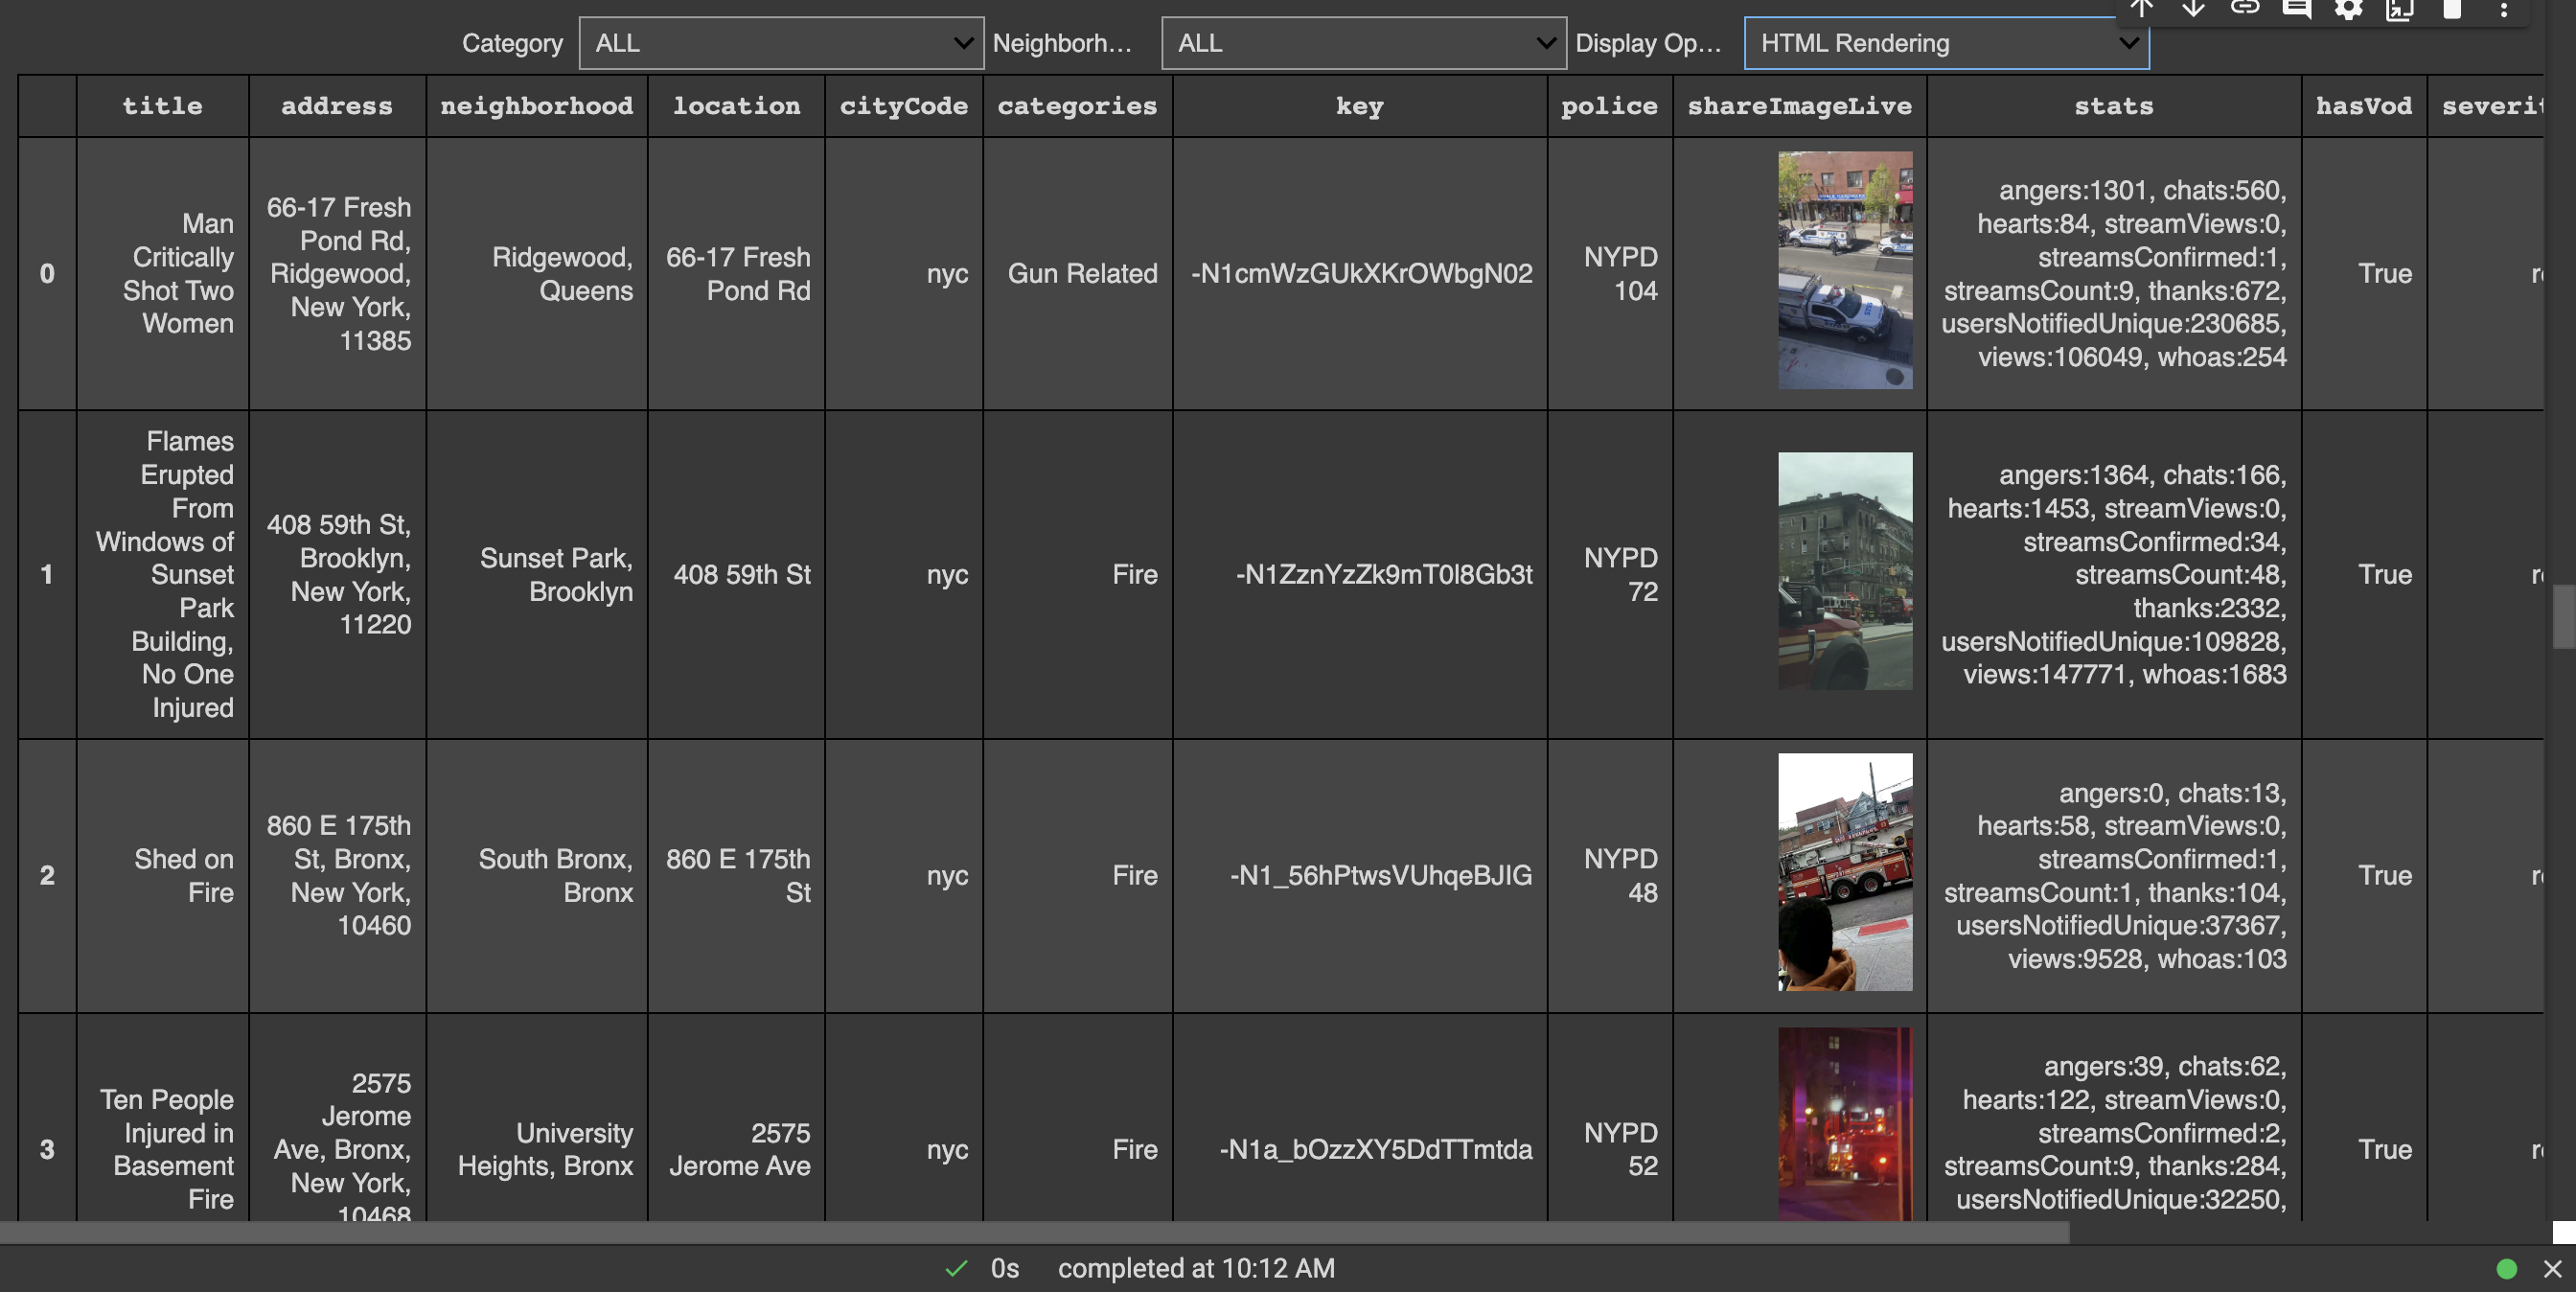 Category ALL Neighborh... ALL Display Op... HTML Rendering
title address neighborhood location cityCode categories key police shareImageLive stats hasVod severit
0
Man
Critically
Shot Two
Women
66-17 Fresh
Pond Rd,
Ridgewood,
New York,
11385
Ridgewood,
Queens
66-17 Fresh
Pond Rd
nyc
Gun Related
-N1cmWzGUkXKrOWbgN02
NYPD
104
angers:1301, chats:560,
hearts:84, streamViews:0,
streamsConfirmed:1,
streamsCount:9, thanks:672,
usersNotifiedUnique:230685,
views:106049, whoas:254
True
1
Flames
Erupted
From
Windows of
Sunset
Park
Building,
No One
Injured
408 59th St,
Brooklyn,
New York,
11220
Sunset Park,
Brooklyn
408 59th St
nyc
Fire
-N1ZznYzZk9mT0l8Gb3t
NYPD
72
angers:1364, chats:166,
hearts:1453, streamViews:0,
streamsConfirmed:34,
streamsCount:48,
thanks:2332,
usersNotifiedUnique:109828,
views:147771, whoas:1683
True
2
Shed on
Fire
860 E 175th
St, Bronx,
New York,
10460
South Bronx,
Bronx
860 E 175th
St
nyc
Fire
-N1_56hPtwsVUhqeBJIG
NYPD
48
angers:0, chats:13,
hearts:58, streamViews:0,
streamsConfirmed:1,
streamsCount:1, thanks:104,
usersNotifiedUnique:37367,
views:9528, whoas:103
True
3
Ten People
Injured in
Basement
Fire
2575
Jerome
Ave, Bronx,
New York,
10468
University
Heights, Bronx
2575
Jerome Ave
nyc
Fire
-N1a_bOzzXY5DdTTmtda
NYPD
52
angers:39, chats:62,
hearts:122, streamViews:0,
streamsConfirmed:2,
streamsCount:9, thanks:284,
usersNotifiedUnique:32250,
True
0s completed at 10:12 AM